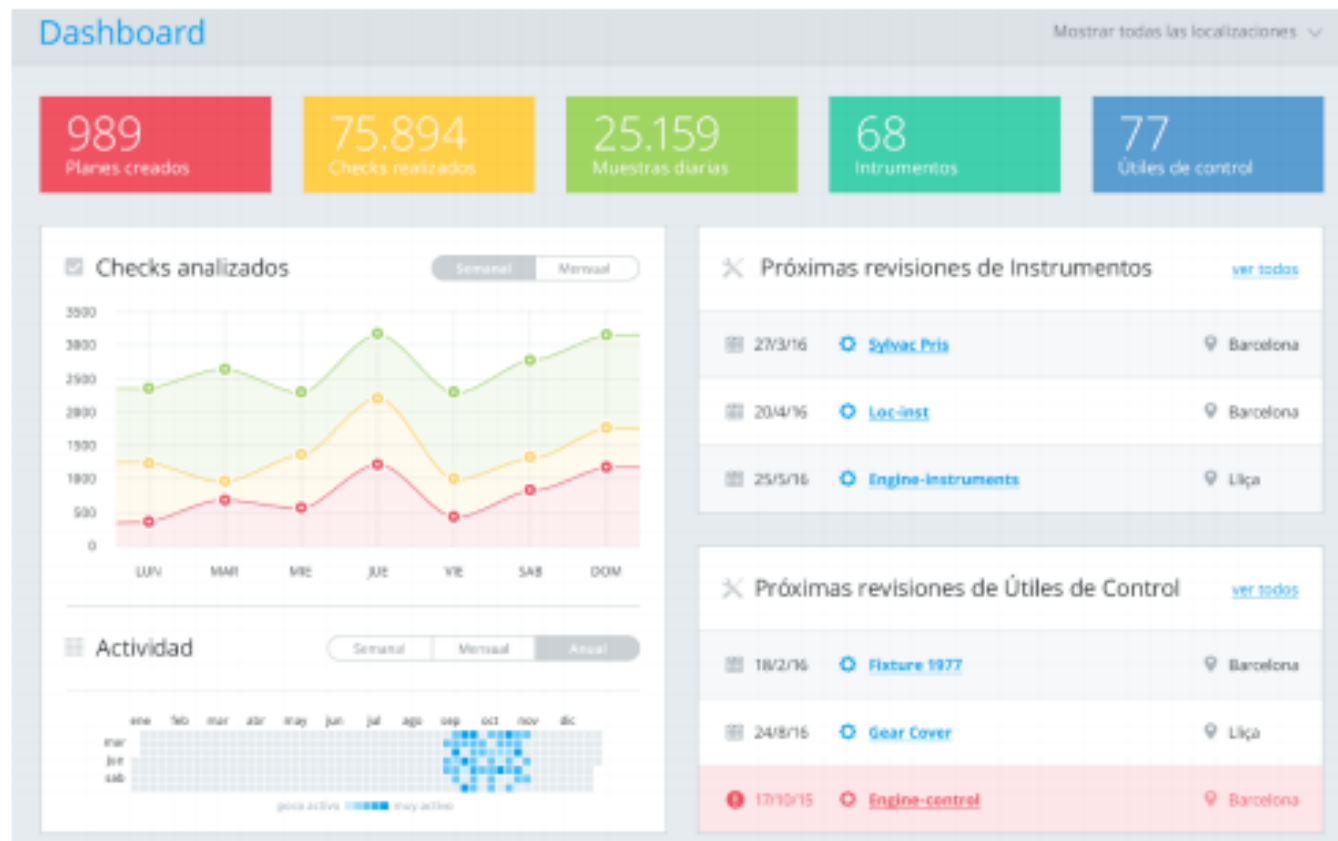 Dashboard
Mostrar todas las localizaciones
989
Planes creados
75.894
Checks realizados
25.159
Muestras diarias
68
Intrumentos
77
Útiles de control
Checks analizados
Semanal
Mensual
3500
3000
2500
2000
1500
1000
500
0
LUN MAR MIE JUE VIE SAB DOM
Actividad
Semanal
Mensual
Anual
ene feb mar abr may jun jul ago sep oct nov dic
mar
jue
sab
poco activo
muy activo
Próximas revisiones de Instrumentos
ver todos
27/3/16 Sylvac Pris Barcelona
20/4/16 Loc-inst Barcelona
25/5/16 Engine-instruments Lliça
Próximas revisiones de Útiles de Control
ver todos
18/2/16 Fixture 1977 Barcelona
24/8/16 Gear Cover Lliça
17/10/15 Engine-control Barcelona